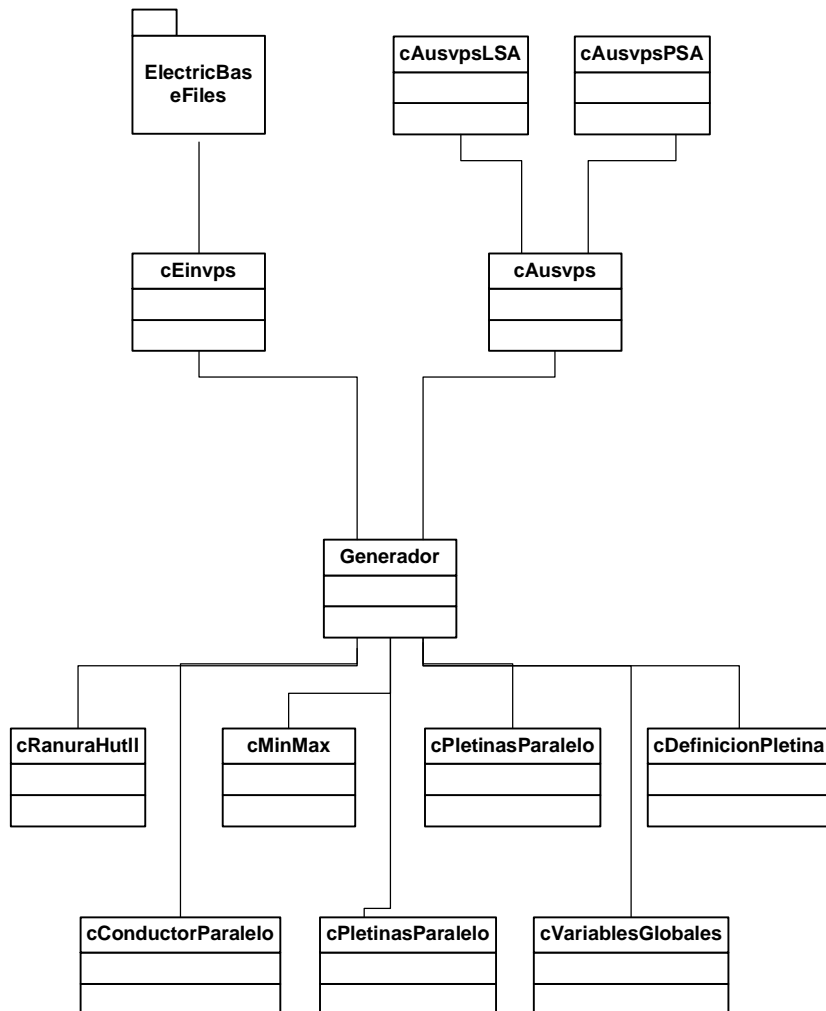 ElectricBas
eFiles
cAusvpsLSA
cAusvpsPSA
cEinvps
cAusvps
Generador
cRanuraHutII
cMinMax
cPletinasParalelo
cDefinicionPletina
cConductorParalelo
cPletinasParalelo
cVariablesGlobales